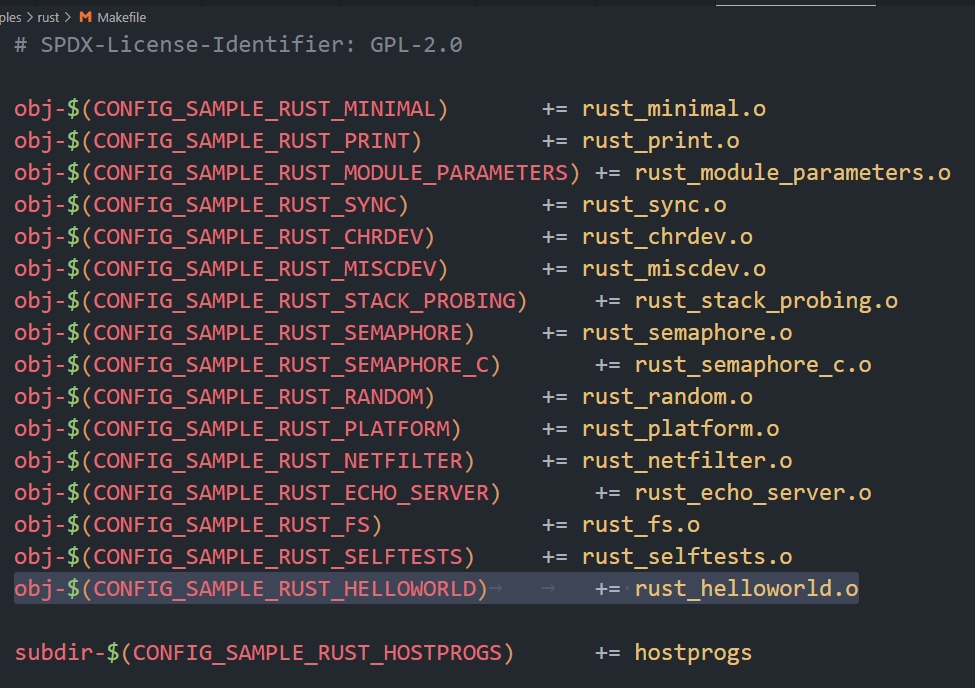 ples > rust > M Makefile
# SPDX-License-Identifier: GPL-2.0
obj-$(CONFIG_SAMPLE_RUST_MINIMAL) += rust_minimal.o
obj-$(CONFIG_SAMPLE_RUST_PRINT) += rust_print.o
obj-$(CONFIG_SAMPLE_RUST_MODULE_PARAMETERS) += rust_module_parameters.o
obj-$(CONFIG_SAMPLE_RUST_SYNC) += rust_sync.o
obj-$(CONFIG_SAMPLE_RUST_CHRDEV) += rust_chrdev.o
obj-$(CONFIG_SAMPLE_RUST_MISCDEV) += rust_miscdev.o
obj-$(CONFIG_SAMPLE_RUST_STACK_PROBING) += rust_stack_probing.o
obj-$(CONFIG_SAMPLE_RUST_SEMAPHORE) += rust_semaphore.o
obj-$(CONFIG_SAMPLE_RUST_SEMAPHORE_C) += rust_semaphore_c.o
obj-$(CONFIG_SAMPLE_RUST_RANDOM) += rust_random.o
obj-$(CONFIG_SAMPLE_RUST_PLATFORM) += rust_platform.o
obj-$(CONFIG_SAMPLE_RUST_NETFILTER) += rust_netfilter.o
obj-$(CONFIG_SAMPLE_RUST_ECHO_SERVER) += rust_echo_server.o
obj-$(CONFIG_SAMPLE_RUST_FS) += rust_fs.o
obj-$(CONFIG_SAMPLE_RUST_SELFTESTS) += rust_selftests.o
obj-$(CONFIG_SAMPLE_RUST_HELLOWORLD) += rust_helloworld.o
subdir-$(CONFIG_SAMPLE_RUST_HOSTPROGS) += hostprogs